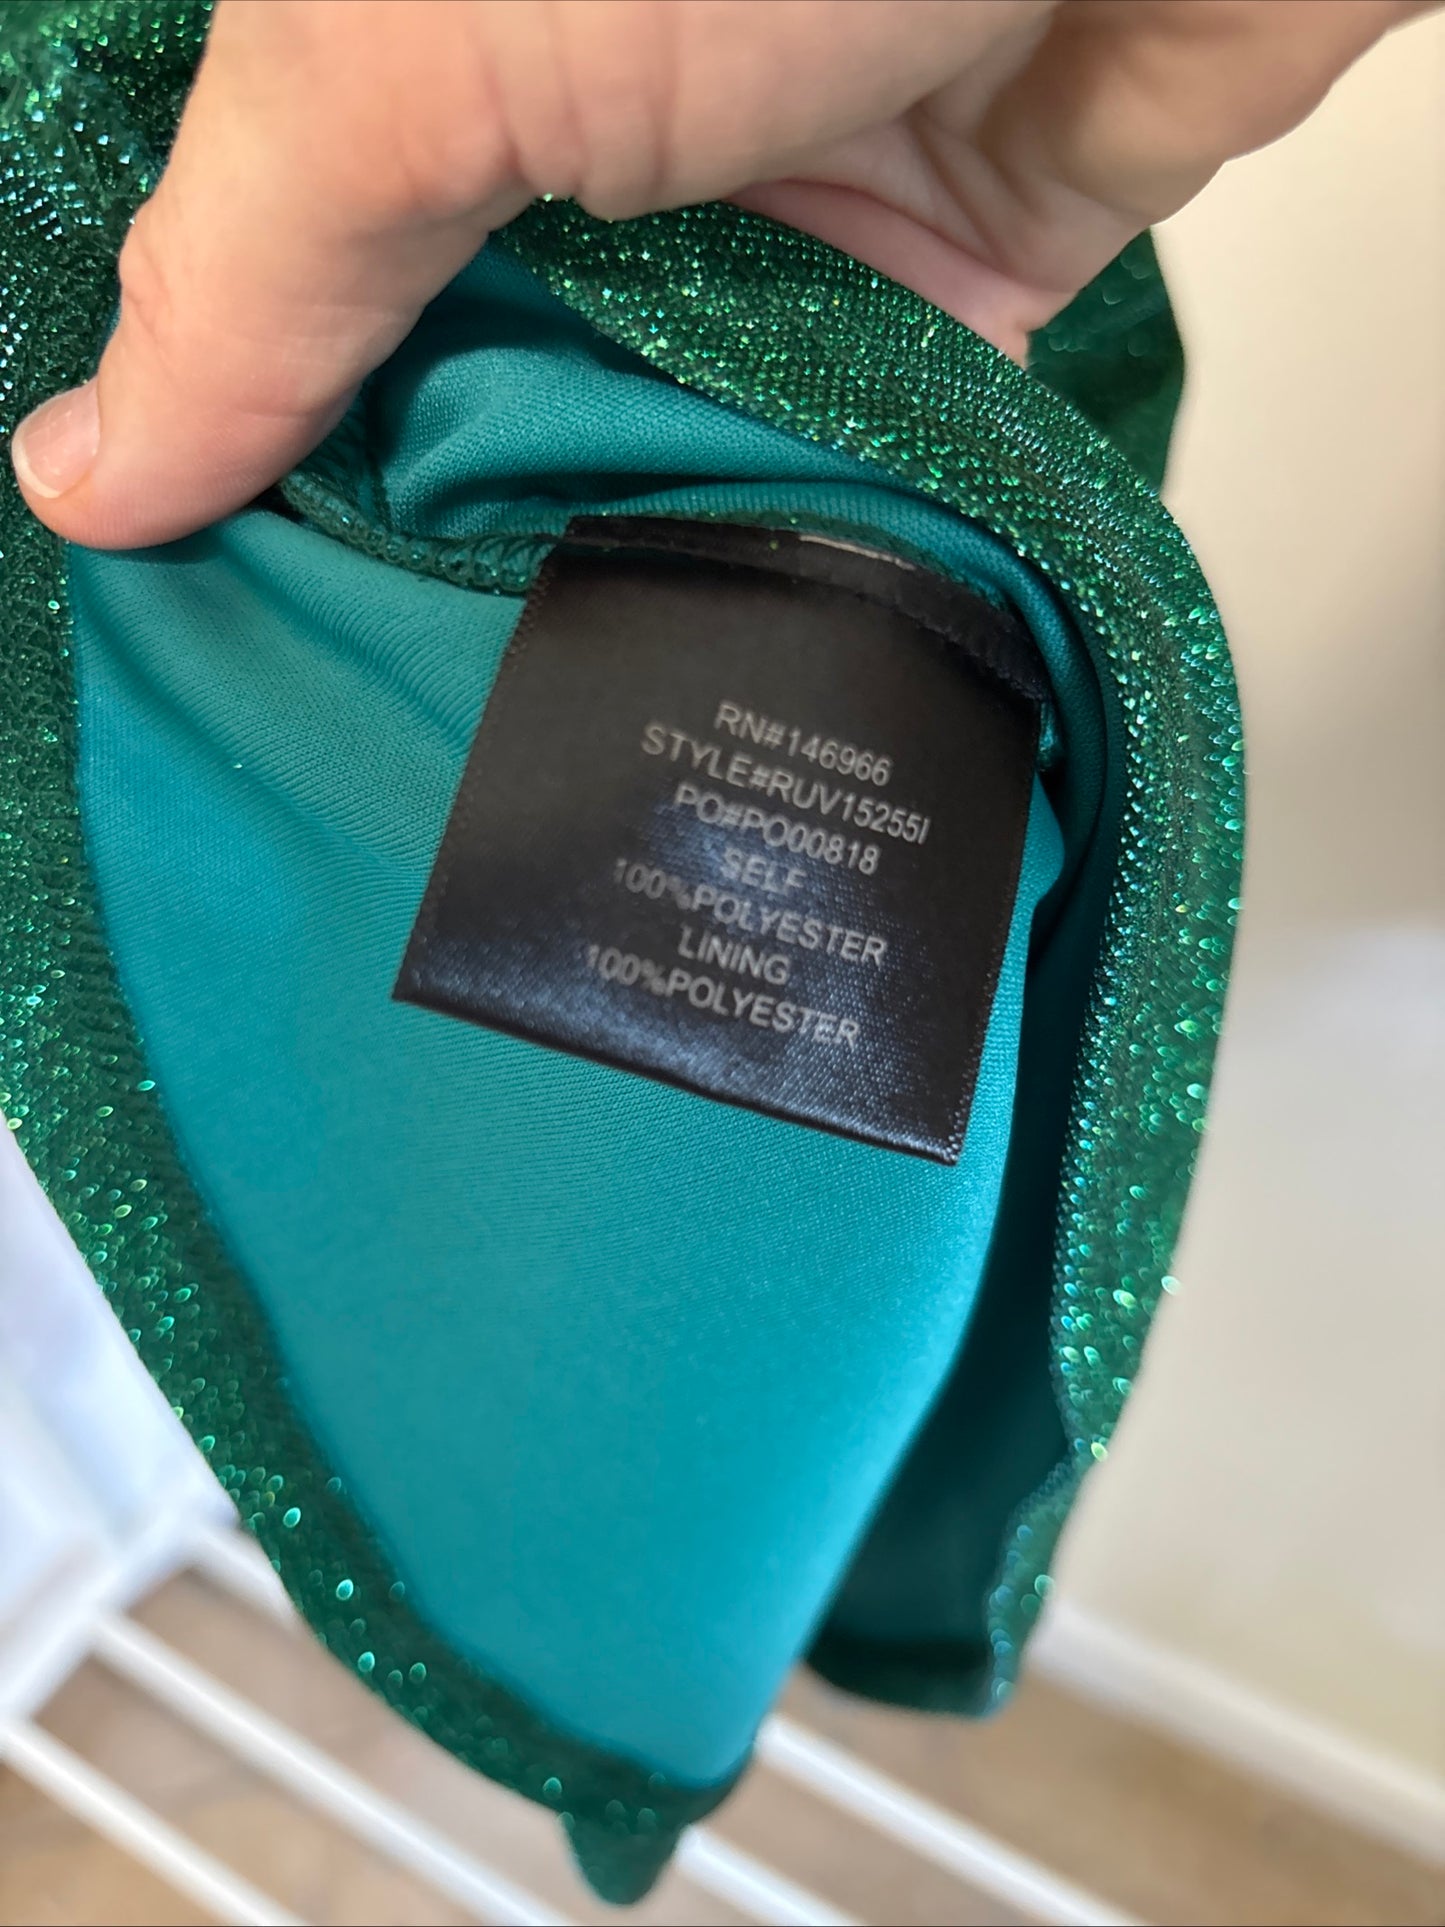 RN#146966
STYLE#RUV15255I
PO#PO00818
SELF
100%POLYESTER
LINING
100%POLYESTER